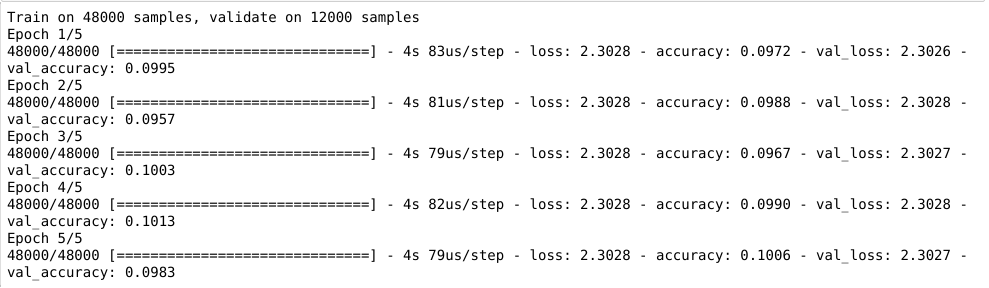 Train on 48000 samples, validate on 12000 samples
Epoch 1/5
48000/48000 [==============================] - 4s 83us/step - loss: 2.3028 - accuracy: 0.0972 - val_loss: 2.3026 -
val_accuracy: 0.0995
Epoch 2/5
48000/48000 [==============================] - 4s 81us/step - loss: 2.3028 - accuracy: 0.0988 - val_loss: 2.3028 -
val_accuracy: 0.0957
Epoch 3/5
48000/48000 [==============================] - 4s 79us/step - loss: 2.3028 - accuracy: 0.0967 - val_loss: 2.3027 -
val_accuracy: 0.1003
Epoch 4/5
48000/48000 [==============================] - 4s 82us/step - loss: 2.3028 - accuracy: 0.0990 - val_loss: 2.3028 -
val_accuracy: 0.1013
Epoch 5/5
48000/48000 [==============================] - 4s 79us/step - loss: 2.3028 - accuracy: 0.1006 - val_loss: 2.3027 -
val_accuracy: 0.0983